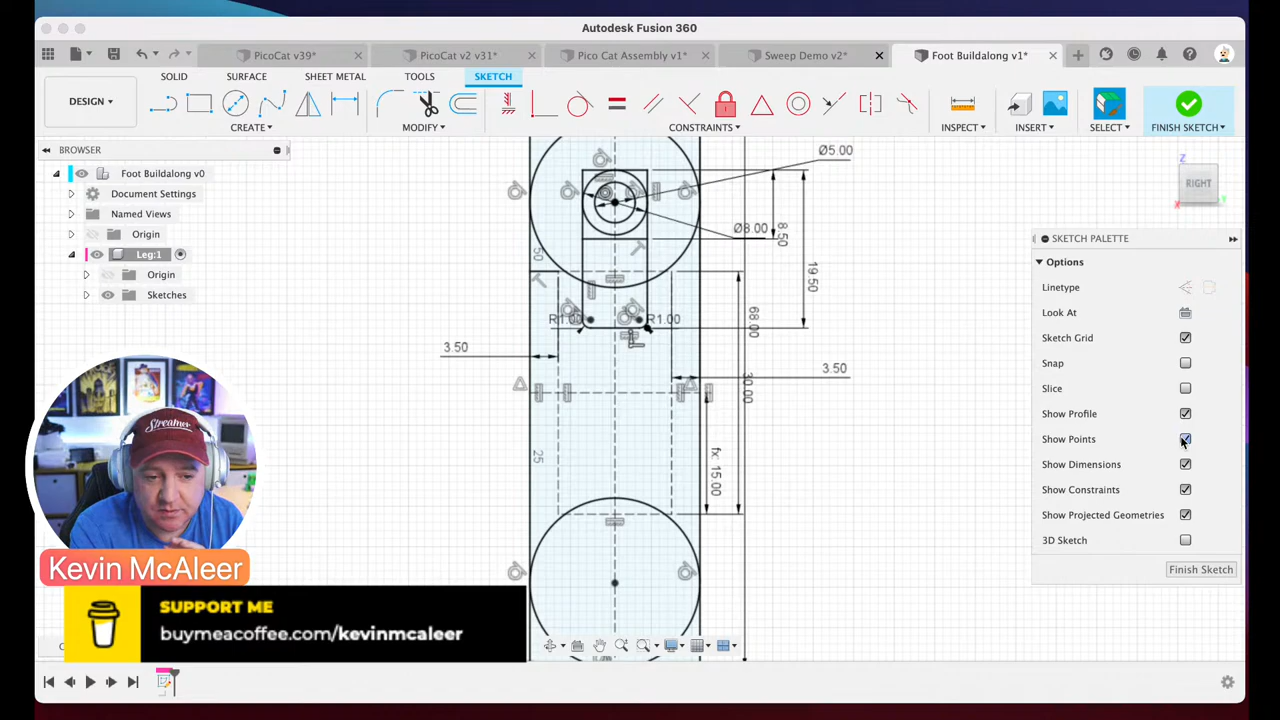 Autodesk Fusion 360
PicoCat v39*
PicoCat v2 v31*
Pico Cat Assembly v1*
Sweep Demo v2*
Foot Buildalong v1*
DESIGN
SOLID
SURFACE
SHEET METAL
TOOLS
SKETCH
CREATE
MODIFY
CONSTRAINTS
INSPECT
INSERT
SELECT
FINISH SKETCH
BROWSER
Foot Buildalong v0
Document Settings
Named Views
Origin
Leg:1
Origin
Sketches
Ø5.00
Ø8.00
8.50
19.50
50
R1.00
R1.00
68.00
3.50
3.50
30.00
25
fx: 15.00
Z
RIGHT
X
Y
SKETCH PALETTE
Options
Linetype
Look At
Sketch Grid
Snap
Slice
Show Profile
Show Points
Show Dimensions
Show Constraints
Show Projected Geometries
3D Sketch
Finish Sketch
Streamer
Kevin McAleer
SUPPORT ME
buymeacoffee.com/kevinmcaleer